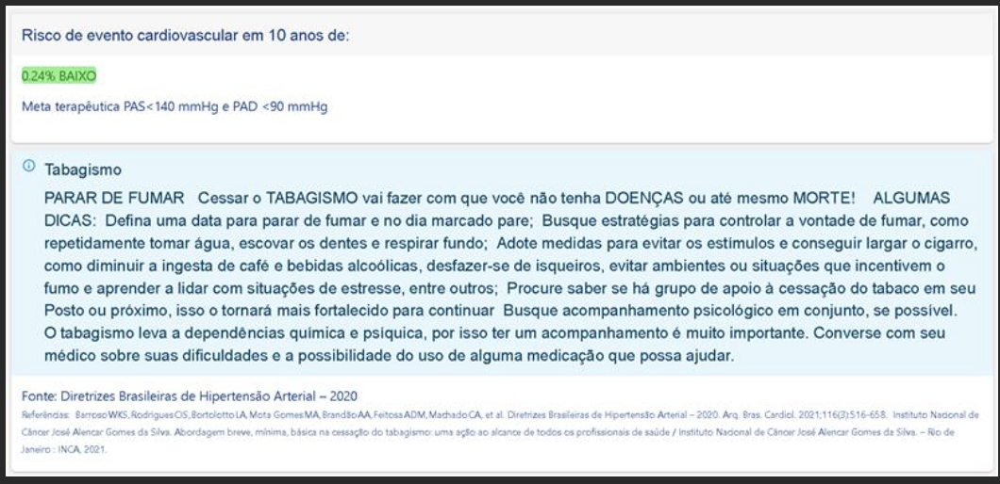 Risco de evento cardiovascular em 10 anos de:
0.24% BAIXO
Meta terapêutica PAS<140 mmHg e PAD <90 mmHg
Tabagismo
PARAR DE FUMAR Cessar o TABAGISMO vai fazer com que você não tenha DOENÇAS ou até mesmo MORTE! ALGUMAS
DICAS: Defina uma data para parar de fumar e no dia marcado pare; Busque estratégias para controlar a vontade de fumar, como
repetidamente tomar água, escovar os dentes e respirar fundo; Adote medidas para evitar os estímulos e conseguir largar o cigarro,
como diminuir a ingesta de café e bebidas alcoólicas, desfazer-se de isqueiros, evitar ambientes ou situações que incentivem o
fumo e aprender a lidar com situações de estresse, entre outros; Procure saber se há grupo de apoio à cessação do tabaco em seu
Posto ou próximo, isso o tornará mais fortalecido para continuar Busque acompanhamento psicológico em conjunto, se possível.
O tabagismo leva a dependências química e psíquica, por isso ter um acompanhamento é muito importante. Converse com seu
médico sobre suas dificuldades e a possibilidade do uso de alguma medicação que possa ajudar.
Fonte: Diretrizes Brasileiras de Hipertensão Arterial – 2020
Referências: Barroso WKS, Rodrigues CIS, Bortolotto LA, Mota Gomes MA, Brandão AA, Feitosa ADM, Machado CA, et al. Diretrizes Brasileiras de Hipertensão Arterial – 2020. Arq. Bras. Cardiol. 2021;116(3):516-658. Instituto Nacional de
Câncer José Alencar Gomes da Silva. Abordagem breve, mínima, básica na cessação do tabagismo: uma ação ao alcance de todos os profissionais de saúde / Instituto Nacional de Câncer José Alencar Gomes da Silva. – Rio de
Janeiro : INCA, 2021.